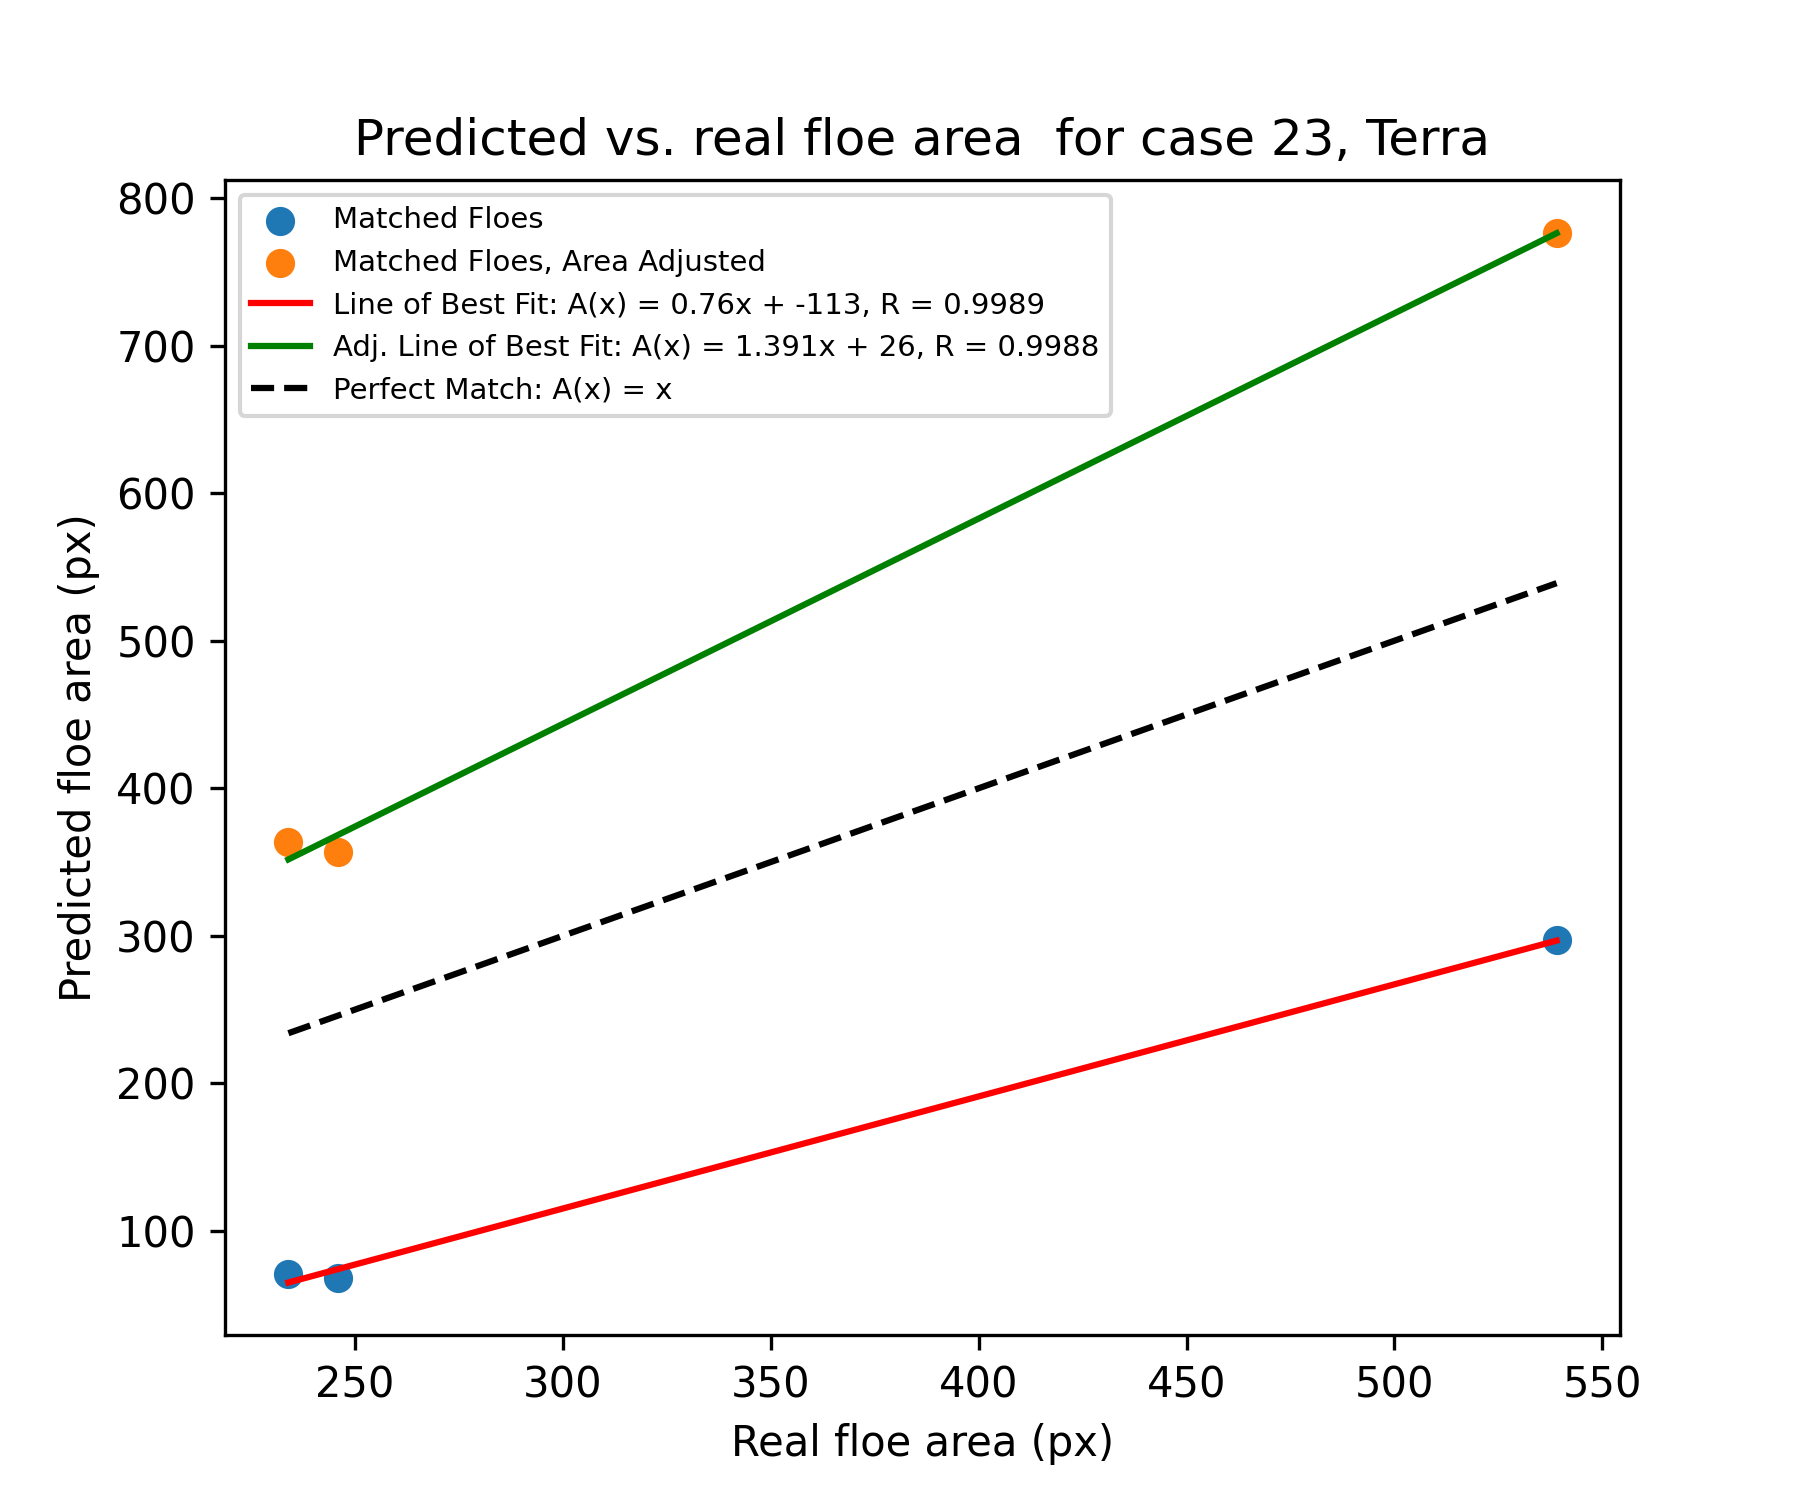 Predicted vs. real floe area  for case 23, Terra
800
700
600
500
400
300
200
100
Predicted floe area (px)
Matched Floes
Matched Floes, Area Adjusted
Line of Best Fit: A(x) = 0.76x + -113, R = 0.9989
Adj. Line of Best Fit: A(x) = 1.391x + 26, R = 0.9988
Perfect Match: A(x) = x
250 300 350 400 450 500 550
Real floe area (px)